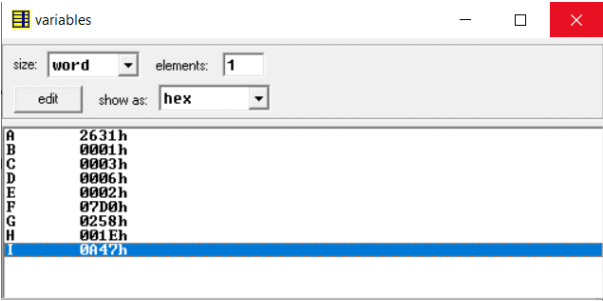 variables
size: word elements: 1
edit show as: hex
A 2631h
B 0001h
C 0003h
D 0006h
E 0002h
F 07D0h
G 0258h
H 001Eh
I 0A47h